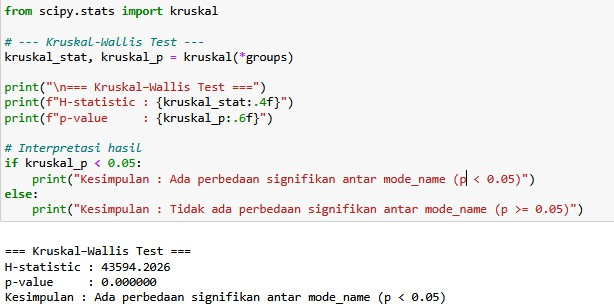 from scipy.stats import kruskal
# --- Kruskal-Wallis Test ---
kruskal_stat, kruskal_p = kruskal(*groups)
print("\n=== Kruskal-Wallis Test ===")
print(f"H-statistic : {kruskal_stat:.4f}")
print(f"p-value     : {kruskal_p:.6f}")
# Interpretasi hasil
if kruskal_p < 0.05:
    print("Kesimpulan : Ada perbedaan signifikan antar mode_name (p < 0.05)")
else:
    print("Kesimpulan : Tidak ada perbedaan signifikan antar mode_name (p >= 0.05)")
=== Kruskal-Wallis Test ===
H-statistic : 43594.2026
p-value     : 0.000000
Kesimpulan : Ada perbedaan signifikan antar mode_name (p < 0.05)